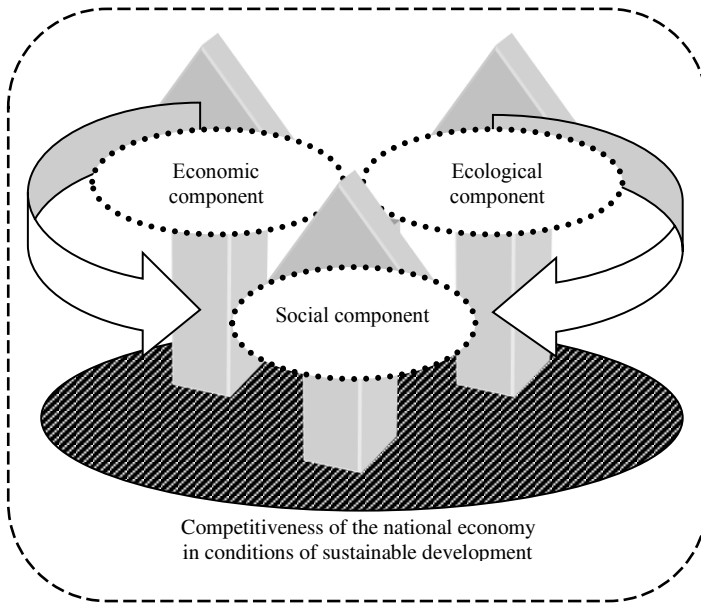 Economic
component
Ecological
component
Social component
Competitiveness of the national economy
in conditions of sustainable development